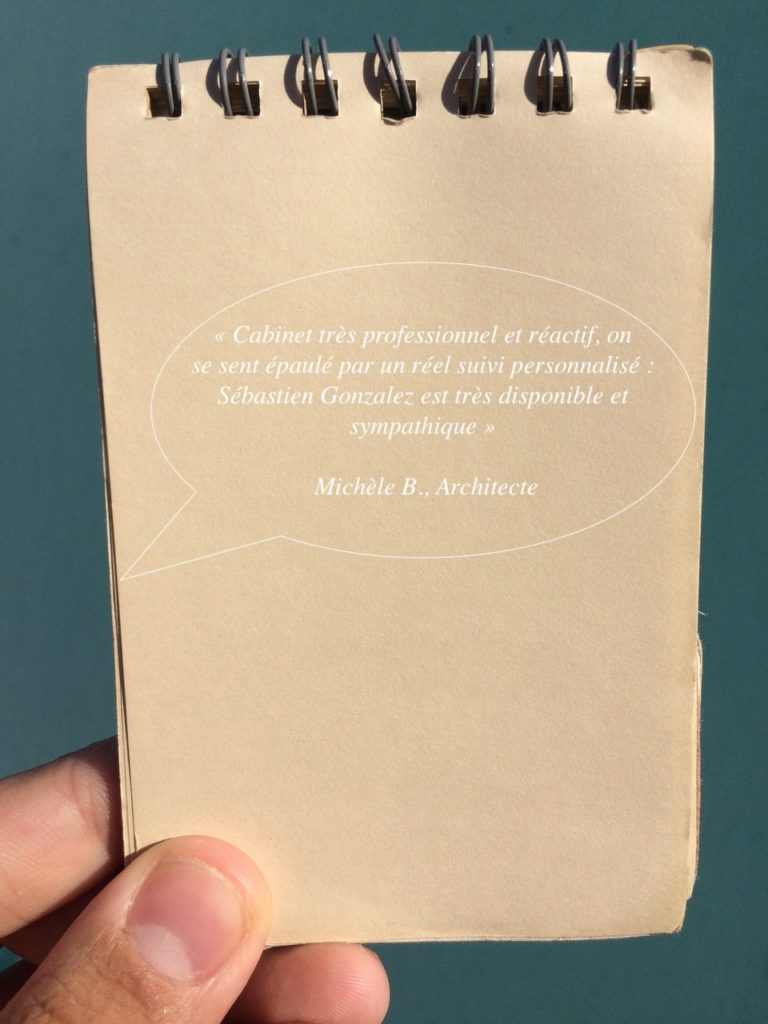 « Cabinet très professionnel et réactif, on
se sent épaulé par un réel suivi personnalisé :
Sébastien Gonzalez est très disponible et
sympathique »
Michèle B., Architecte